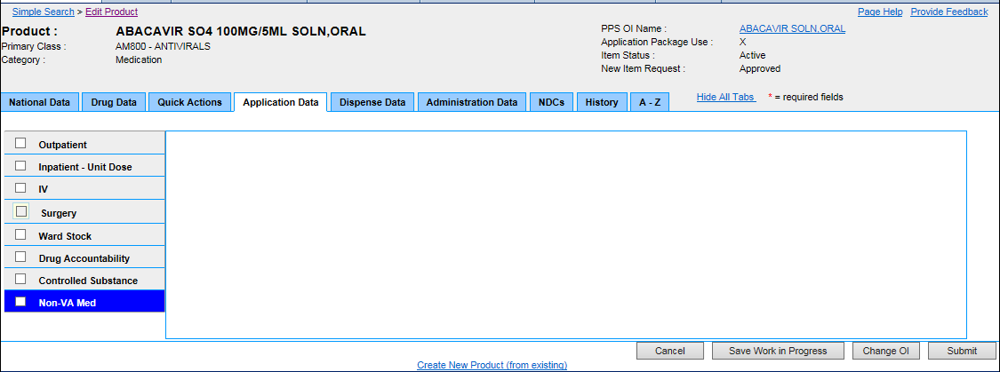 Simple Search > Edit Product
Page Help Provide Feedback
Product : ABACAVIR SO4 100MG/5ML SOLN,ORAL
Primary Class : AM800 - ANTIVIRALS
Category : Medication
PPS OI Name : ABACAVIR SOLN,ORAL
Application Package Use : X
Item Status : Active
New Item Request : Approved
National Data Drug Data Quick Actions Application Data Dispense Data Administration Data NDCs History A - Z Hide All Tabs * = required fields
Outpatient
Inpatient - Unit Dose
IV
Surgery
Ward Stock
Drug Accountability
Controlled Substance
Non-VA Med
Cancel Save Work in Progress Change OI Submit
Create New Product (from existing)